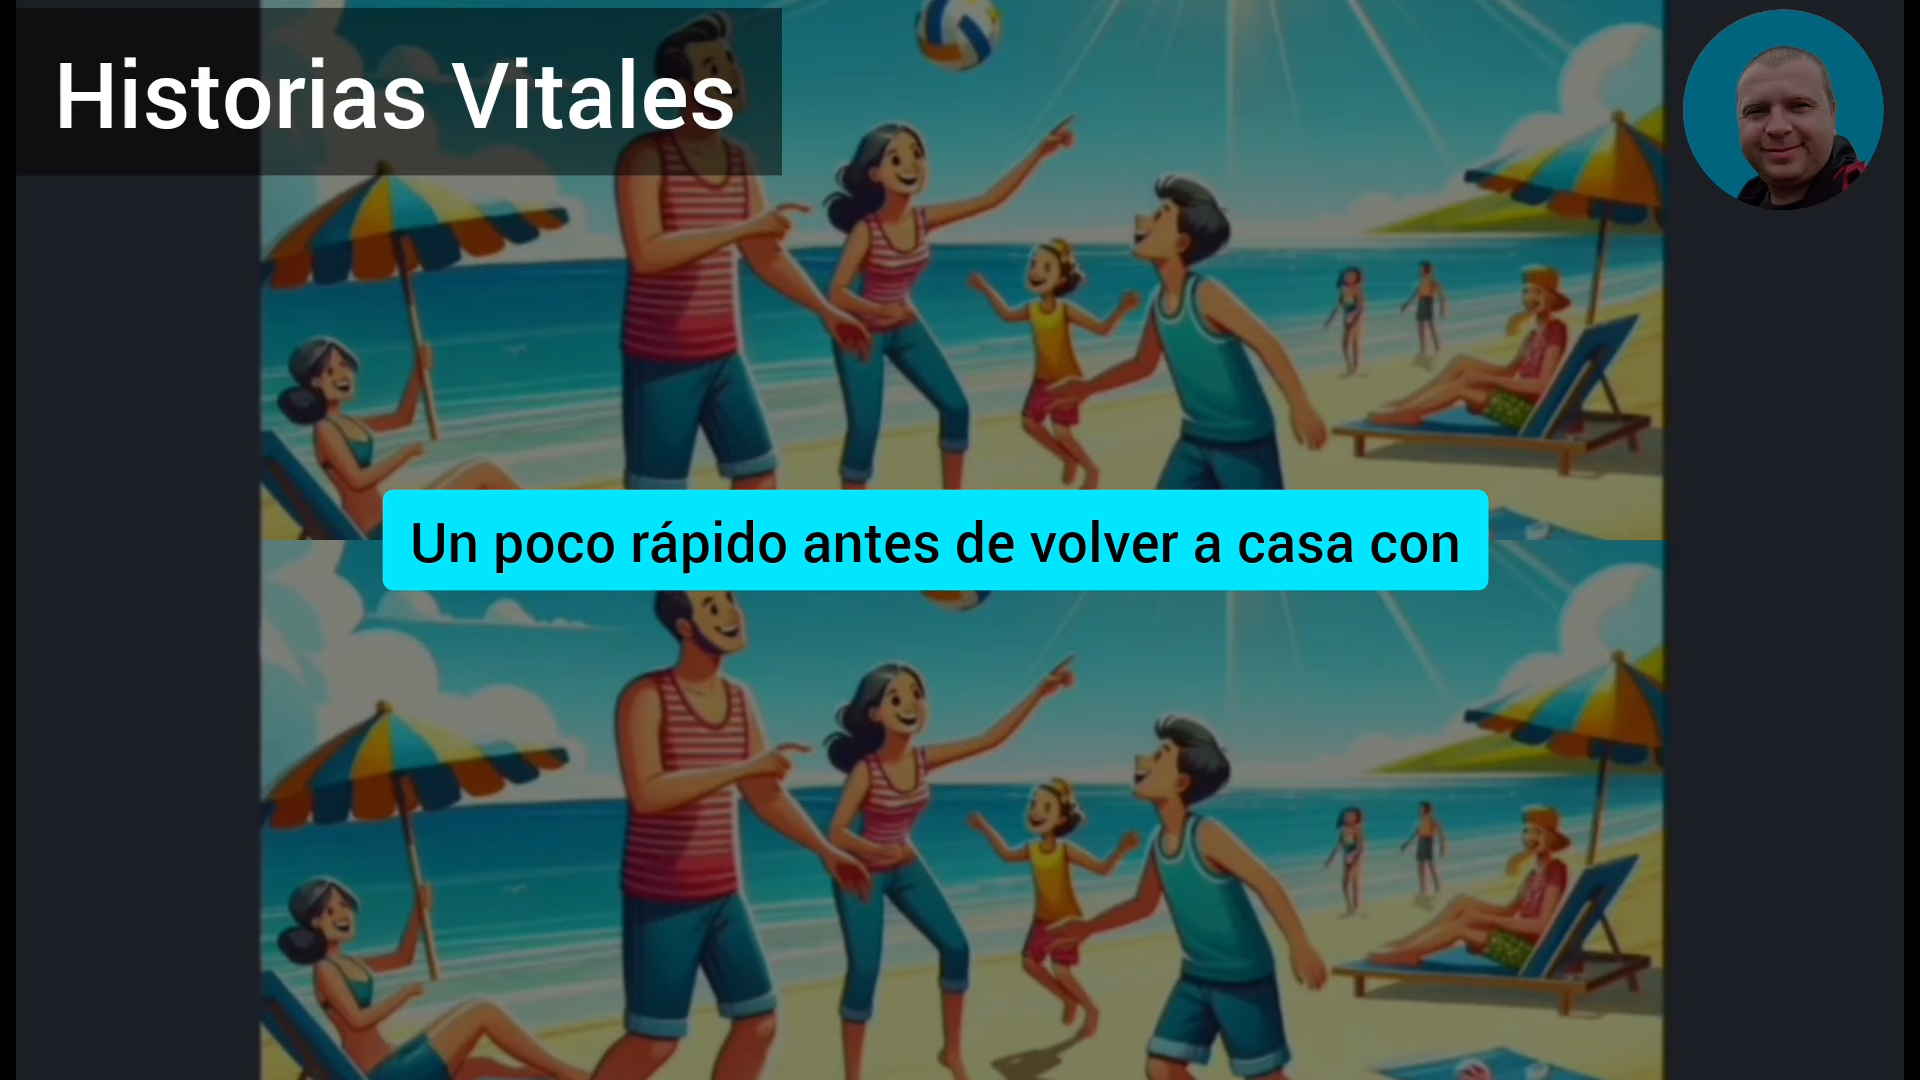 Historias Vitales
Un poco rápido antes de volver a casa con